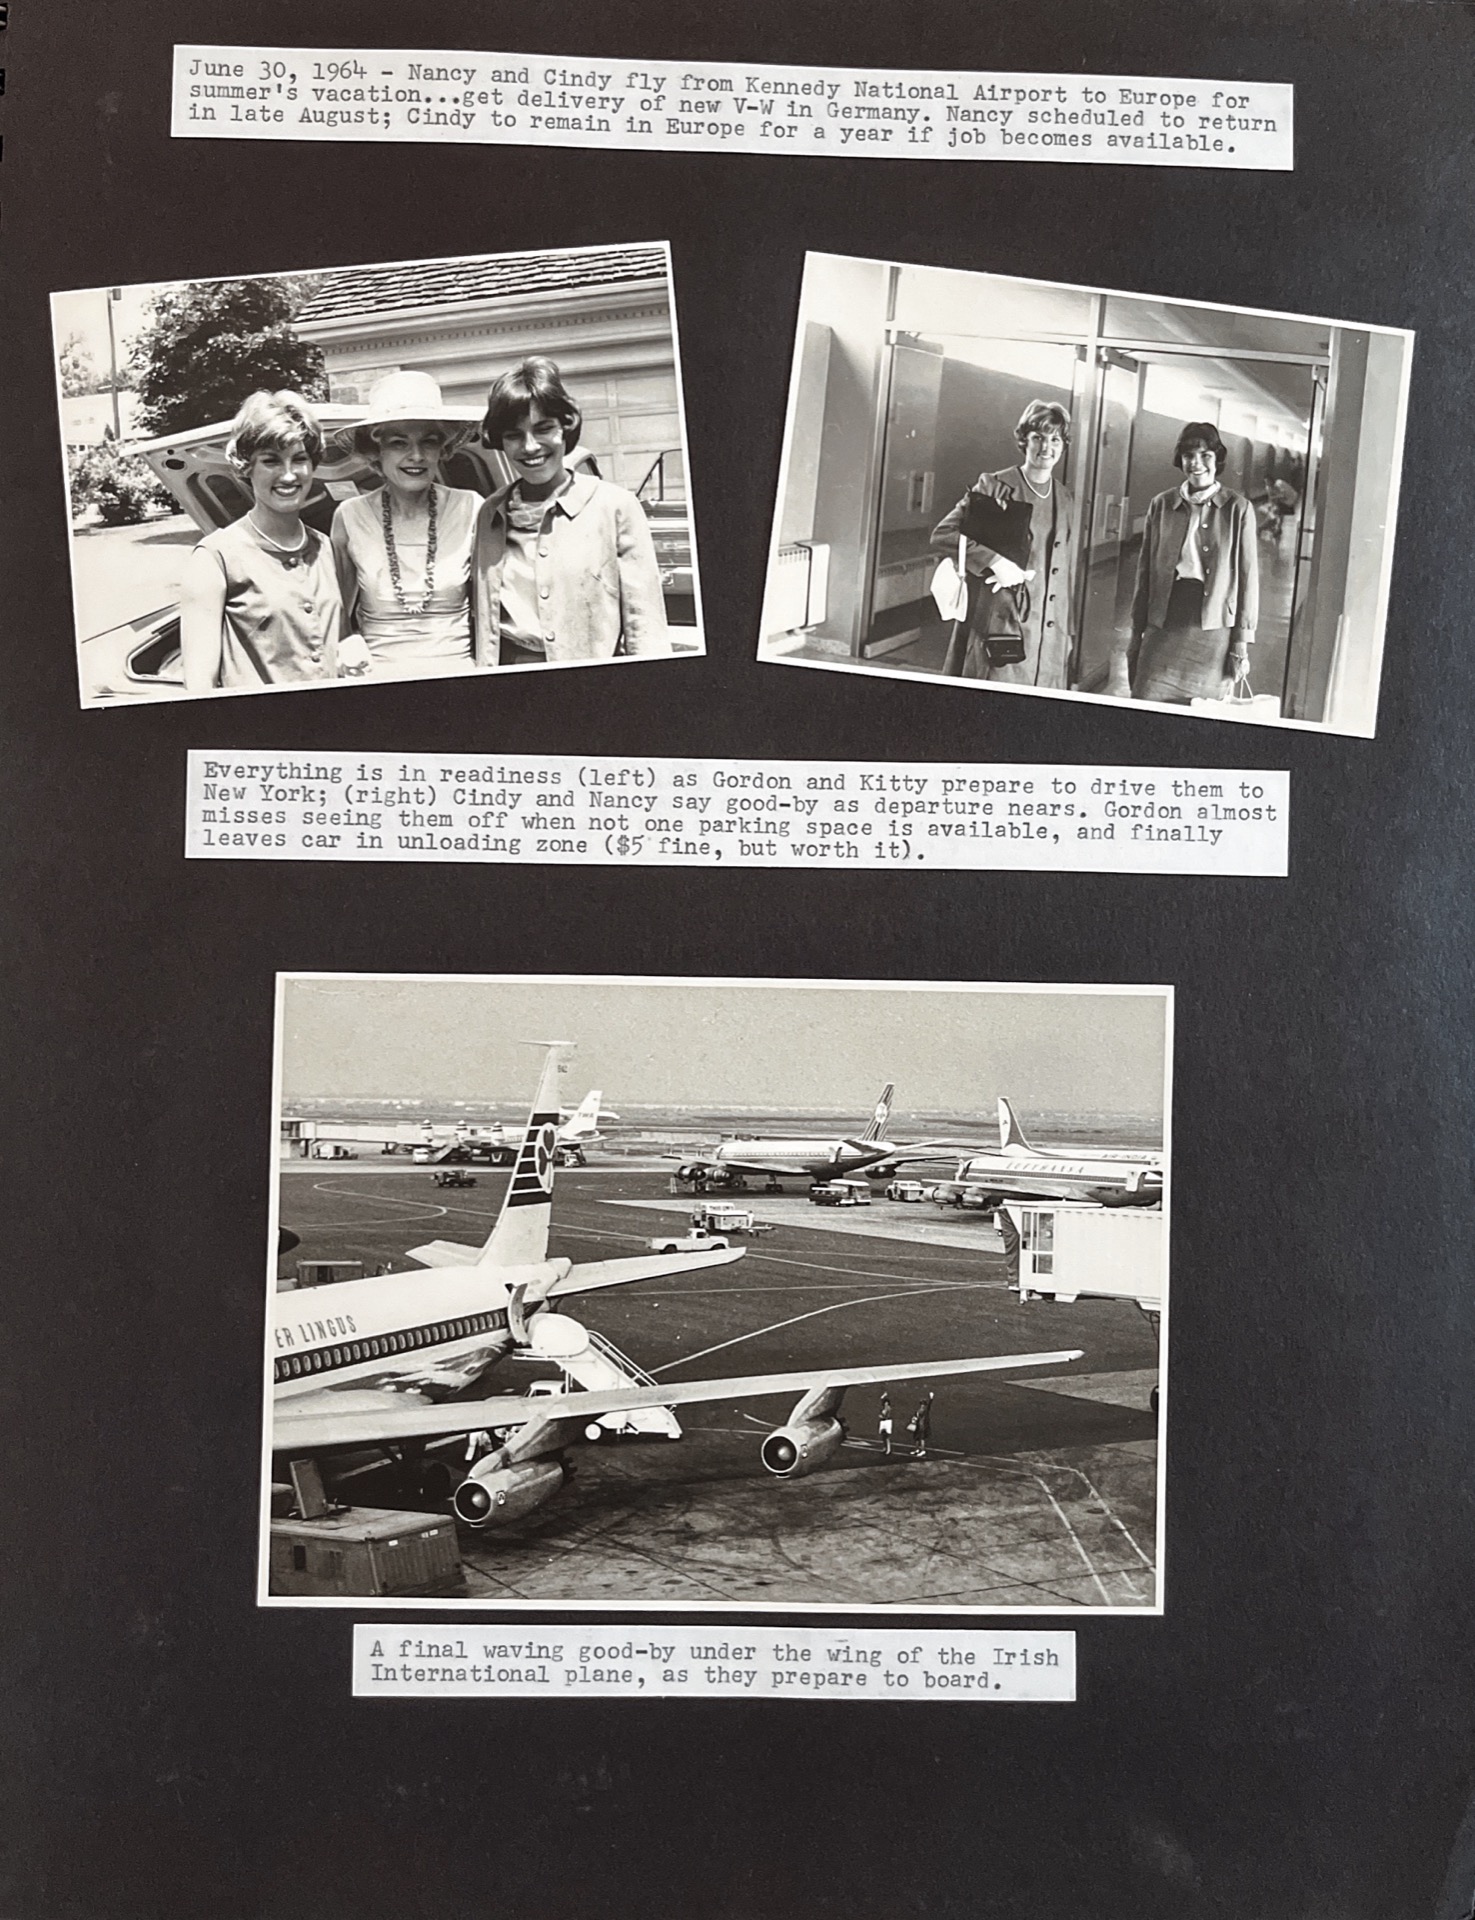 June 30, 1964 - Nancy and Cindy fly from Kennedy National Airport to Europe for
summer's vacation...get delivery of new V-W in Germany. Nancy scheduled to return
in late August; Cindy to remain in Europe for a year if job becomes available.
Everything is in readiness (left) as Gordon and Kitty prepare to drive them to
New York; (right) Cindy and Nancy say good-by as departure nears. Gordon almost
misses seeing them off when not one parking space is available, and finally
leaves car in unloading zone ($5 fine, but worth it).
LUFTHANSA
AIR-INDIA
ER LINGUS
A final waving good-by under the wing of the Irish
International plane, as they prepare to board.